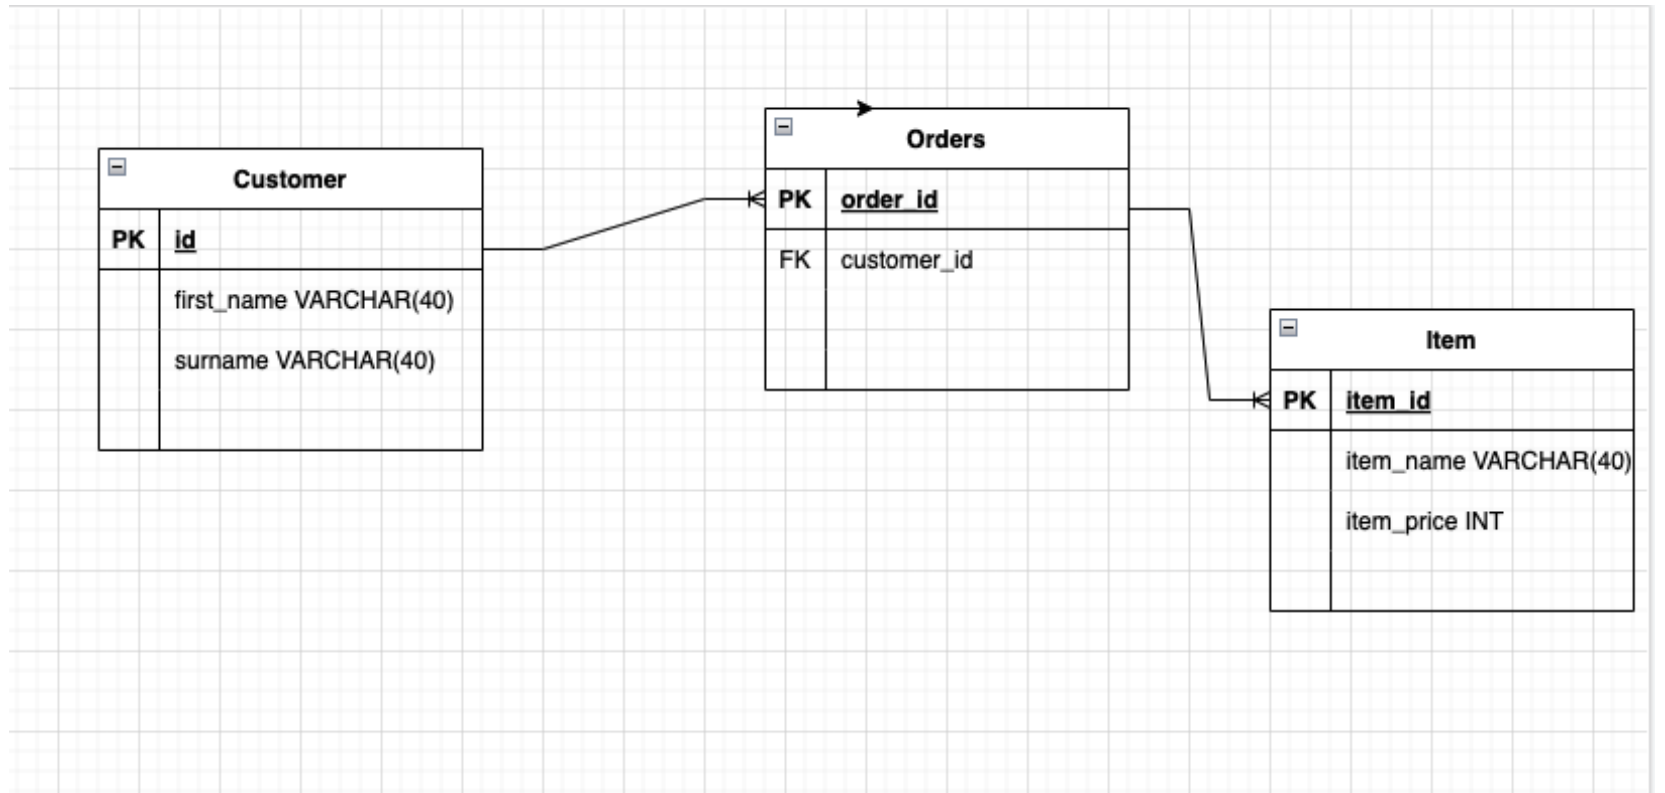 Customer
PK id
first_name VARCHAR(40)
surname VARCHAR(40)
Orders
PK order_id
FK customer_id
Item
PK item_id
item_name VARCHAR(40)
item_price INT